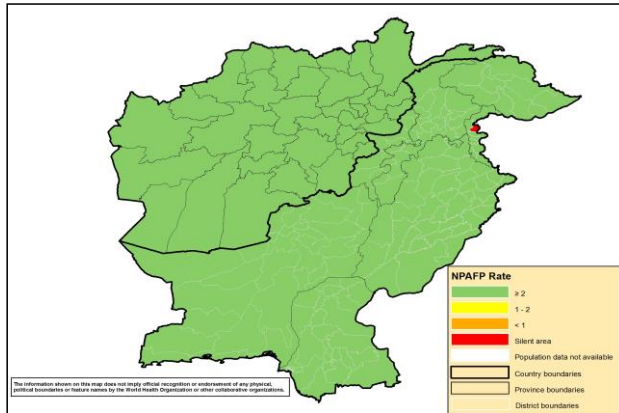 NPAFP Rate
≥ 2
1 - 2
< 1
Silent area
Population data not available
Country boundaries
Province boundaries
District boundaries
The information shown on this map does not imply official recognition or endorsement of any physical,
political boundaries or feature names by the World Health Organization or other collaborative organizations.